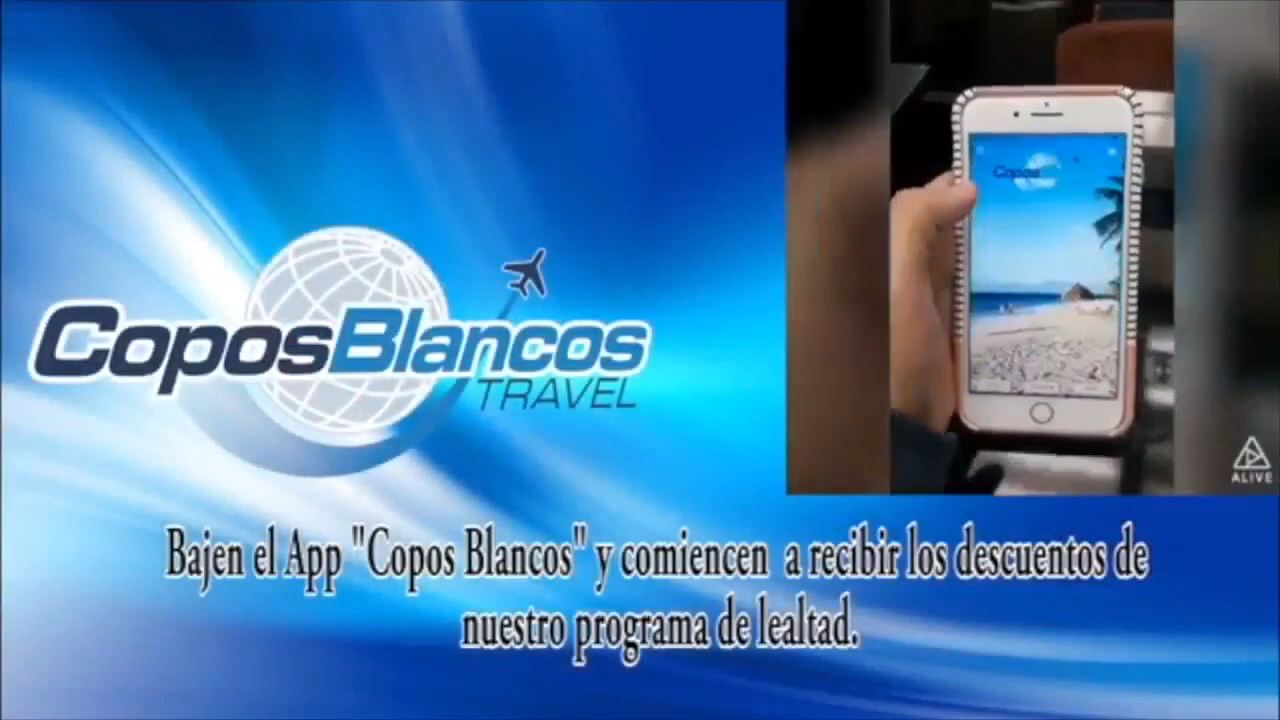 CoposBlancos
TRAVEL
Copos
ALIVE
Bajen el App "Copos Blancos" y comiencen a recibir los descuentos de
nuestro programa de lealtad.